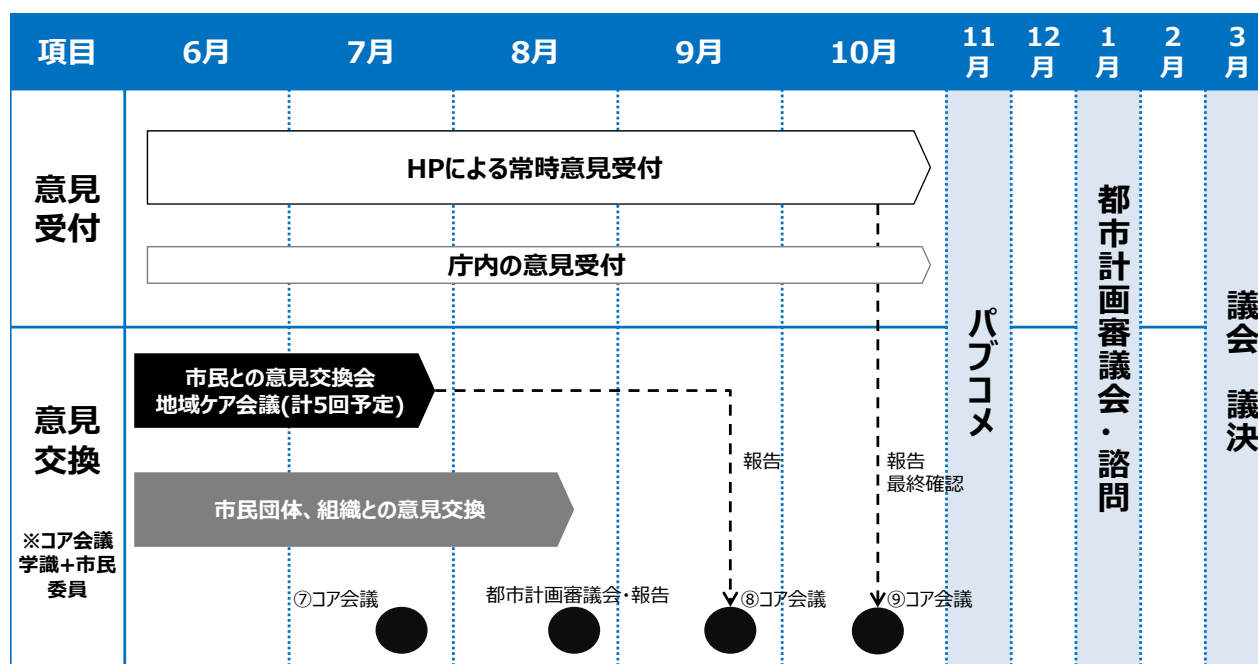 項目
6月
7月
8月
9月
10月
11
月
12
月
1
月
2
月
3
月
意見
受付
HPによる常時意見受付
庁内の意見受付
意見
交換
※コア会議
学識+市民
委員
市民との意見交換会
地域ケア会議(計5回予定)
市民団体、組織との意見交換
報告
報告
最終確認
⑦コア会議
都市計画審議会・報告
⑧コア会議
⑨コア会議
パブコメ
都市計画審議会・諮問
議会 議決